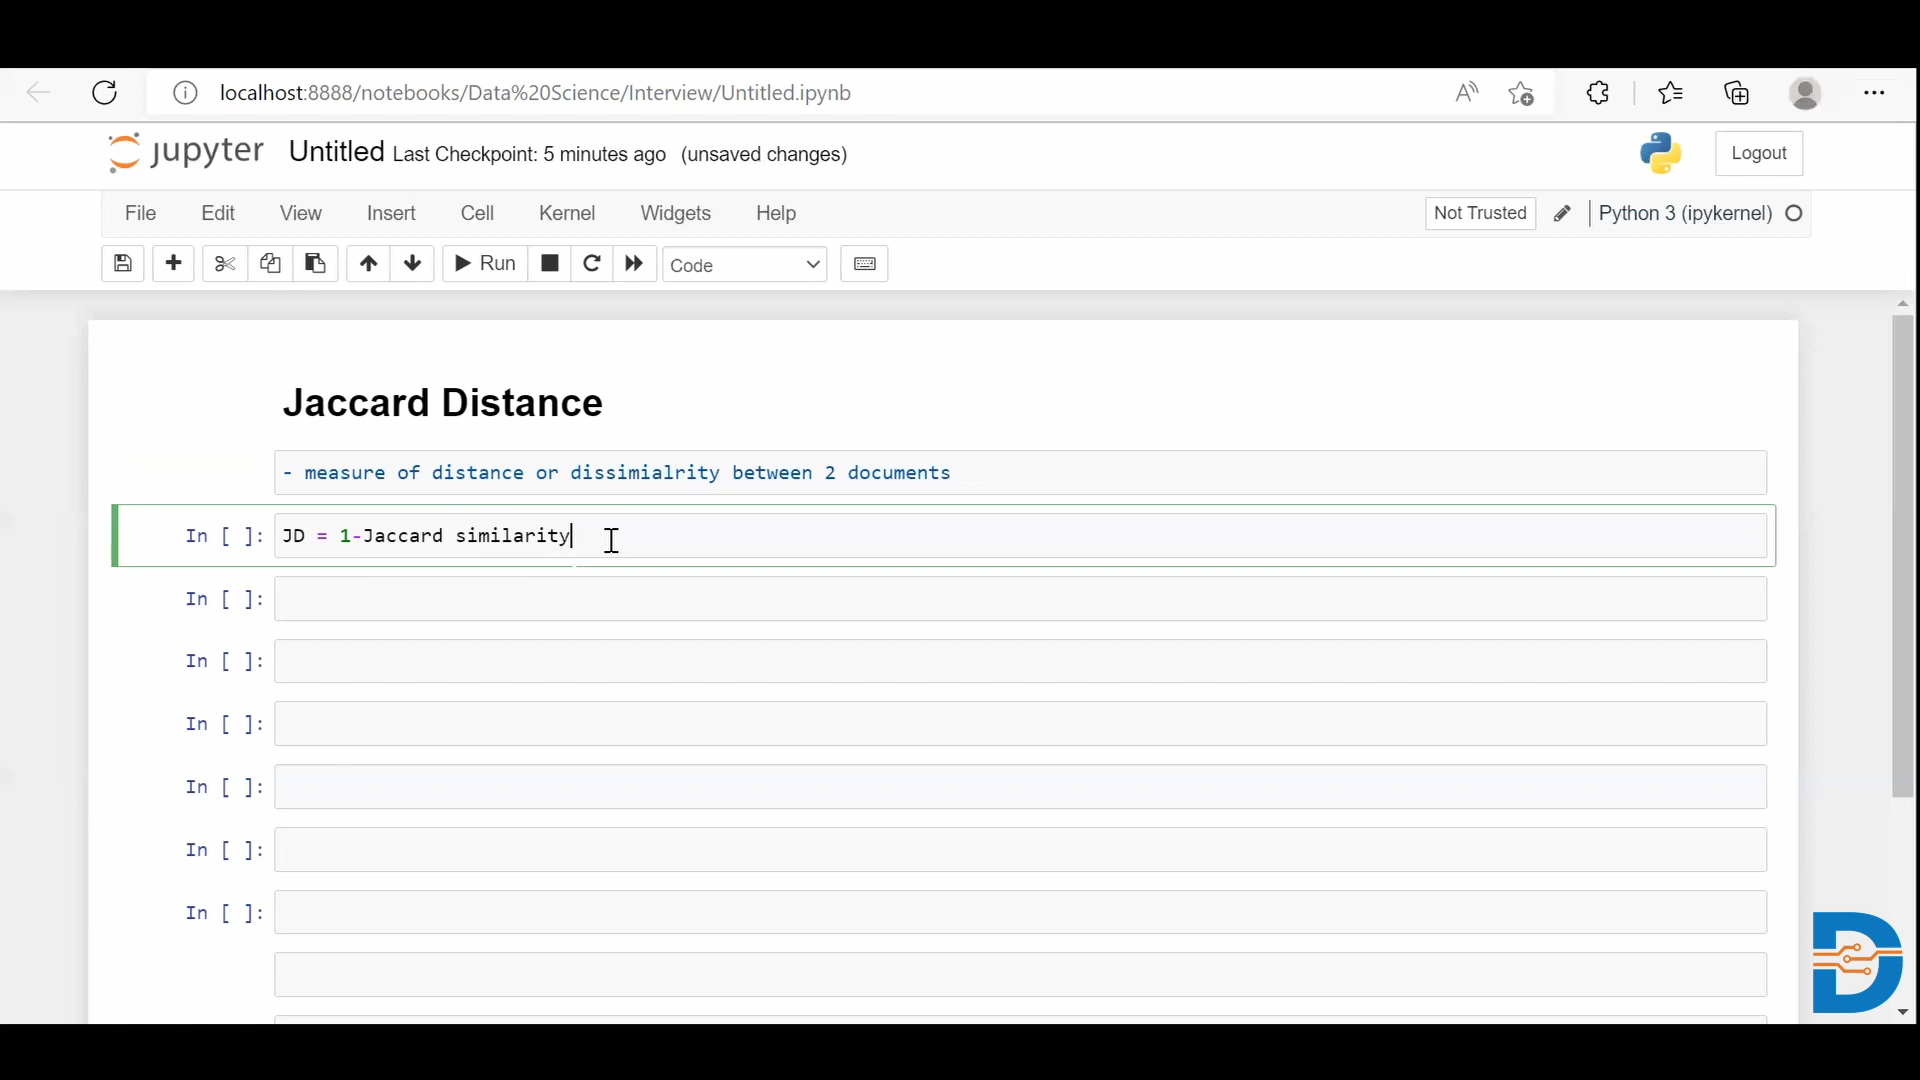 localhost:8888/notebooks/Data%20Science/Interview/Untitled.ipynb
jupyter Untitled Last Checkpoint: 5 minutes ago (unsaved changes)
Logout
File Edit View Insert Cell Kernel Widgets Help
Not Trusted Python 3 (ipykernel)
Run Code
Jaccard Distance
- measure of distance or dissimialrity between 2 documents
In [ ]: JD = 1-Jaccard similarity
In [ ]:
In [ ]:
In [ ]:
In [ ]:
In [ ]:
In [ ]: